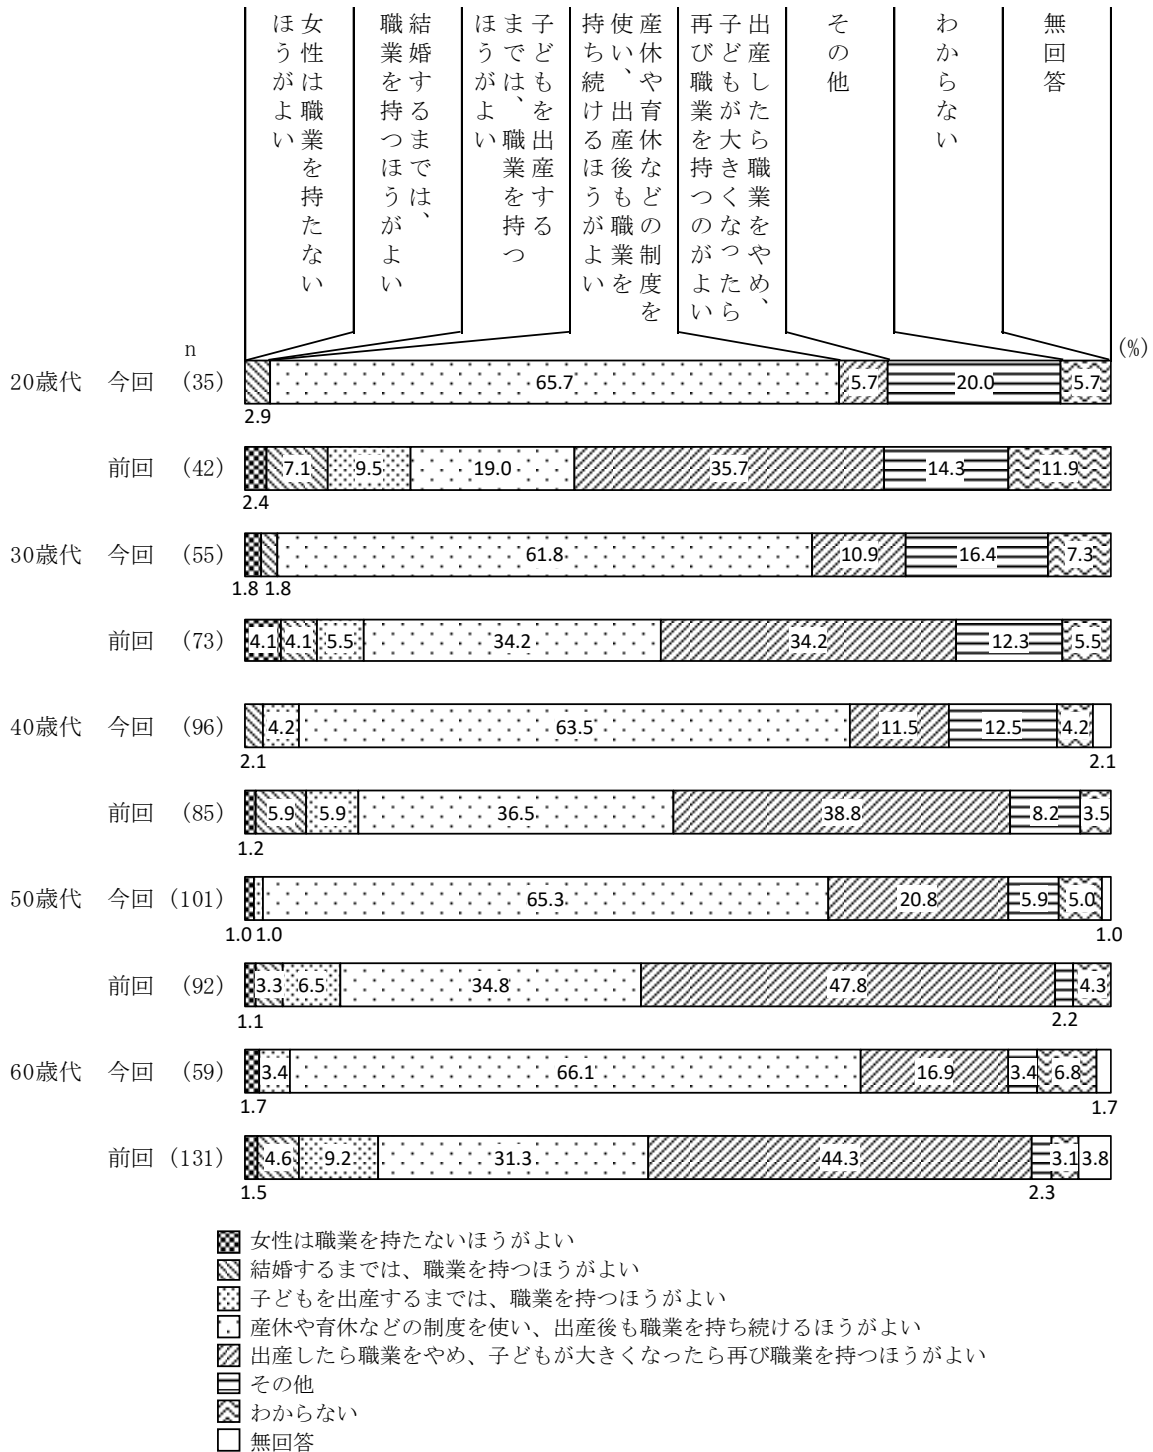 女性は職業を持たない
ほうがよい
結婚するまでは、
職業を持つほうがよい
子どもを出産する
までは、職業を持つ
ほうがよい
産休や育休などの制度を
使い、出産後も職業を
持ち続けるほうがよい
出産したら職業をやめ、
子どもが大きくなったら
再び職業を持つのがよい
その他
わからない
無回答
n
(%)
20歳代 今回 (35) 65.7 5.7 20.0 5.7
2.9
前回 (42) 7.1 9.5 19.0 35.7 14.3 11.9
2.4
30歳代 今回 (55) 61.8 10.9 16.4 7.3
1.8 1.8
前回 (73) 4.1 4.1 5.5 34.2 34.2 12.3 5.5
40歳代 今回 (96) 4.2 63.5 11.5 12.5 4.2
2.1 2.1
前回 (85) 5.9 5.9 36.5 38.8 8.2 3.5
1.2
50歳代 今回 (101) 65.3 20.8 5.9 5.0
1.0 1.0 1.0
前回 (92) 3.3 6.5 34.8 47.8 4.3
1.1 2.2
60歳代 今回 (59) 3.4 66.1 16.9 3.4 6.8
1.7 1.7
前回 (131) 4.6 9.2 31.3 44.3 3.1 3.8
1.5 2.3
女性は職業を持たないほうがよい
結婚するまでは、職業を持つほうがよい
子どもを出産するまでは、職業を持つほうがよい
産休や育休などの制度を使い、出産後も職業を持ち続けるほうがよい
出産したら職業をやめ、子どもが大きくなったら再び職業を持つほうがよい
その他
わからない
無回答